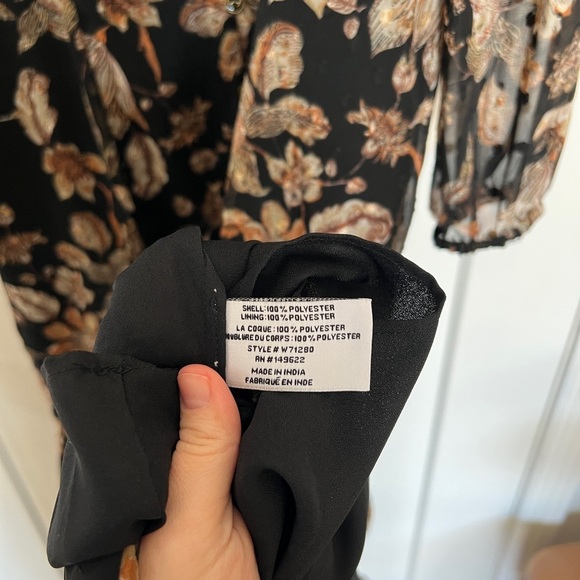 SHELL:100% POLYESTER
LINING:100% POLYESTER
LA COQUE:100% POLYESTER
DU CORPS:100% POLYESTER
STYLE # W71280
RN #149622
MADE IN INDIA
FABRIQUÉ EN INDE